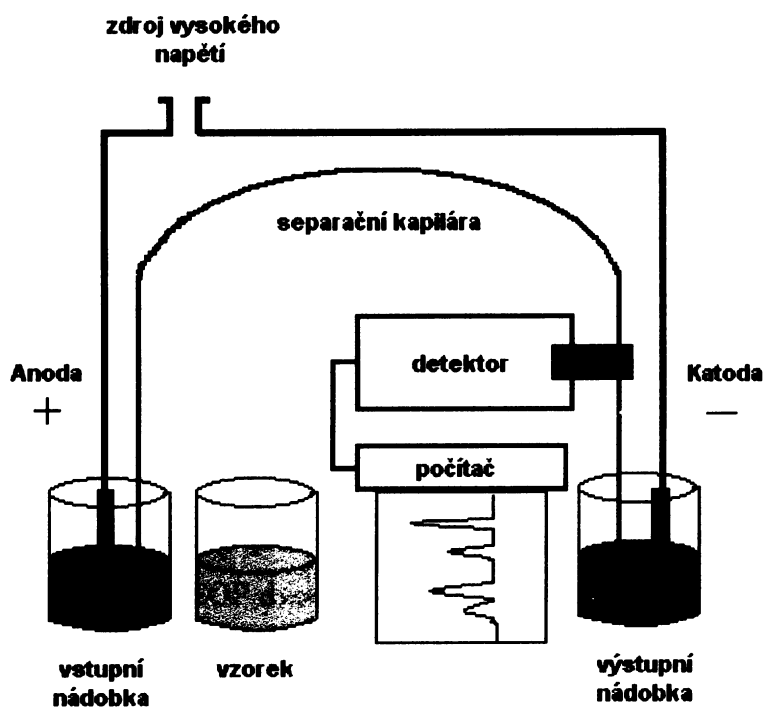 zdroj vysokého
napětí
separační kapilára
detektor
Anoda
+
Katoda
—
počítač
vstupní
nádobka
vzorek
výstupní
nádobka